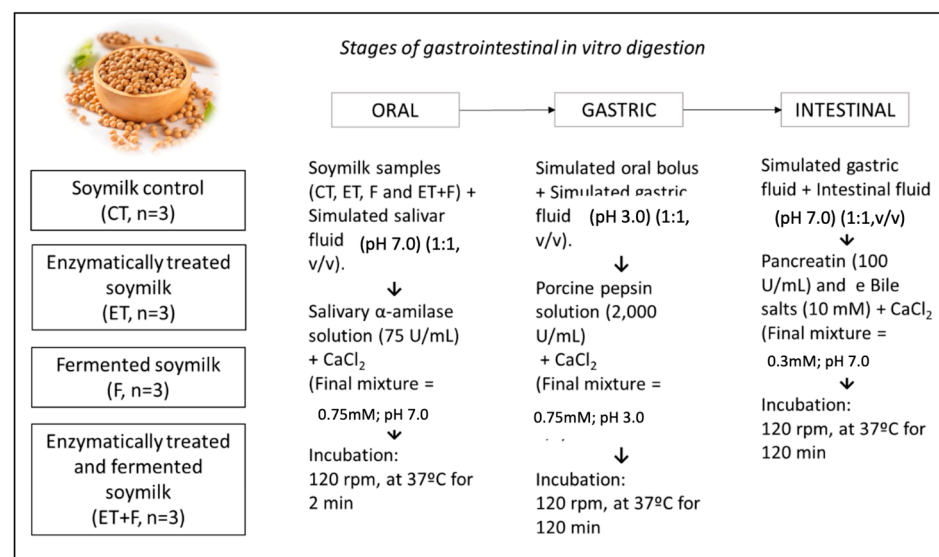 Stages of gastrointestinal in vitro digestion
ORAL
GASTRIC
INTESTINAL
Soymilk control
(CT, n=3)
Enzymatically treated
soymilk
(ET, n=3)
Fermented soymilk
(F, n=3)
Enzymatically treated
and fermented
soymilk
(ET+F, n=3)
Soymilk samples
(CT, ET, F and ET+F) +
Simulated salivar
fluid (pH 7.0) (1:1,
v/v).
↓
Salivary α-amilase
solution (75 U/mL)
+ CaCl₂
(Final mixture =
0.75mM; pH 7.0
↓
Incubation:
120 rpm, at 37ºC for
2 min
Simulated oral bolus
+ Simulated gastric
fluid (pH 3.0) (1:1,
v/v).
↓
Porcine pepsin
solution (2,000
U/mL)
+ CaCl₂
(Final mixture =
0.75mM; pH 3.0
↓
Incubation:
120 rpm, at 37ºC for
120 min
Simulated gastric
fluid + Intestinal fluid
(pH 7.0) (1:1,v/v)
↓
Pancreatin (100
U/mL) and e Bile
salts (10 mM) + CaCl₂
(Final mixture =
0.3mM; pH 7.0
↓
Incubation:
120 rpm, at 37ºC for
120 min